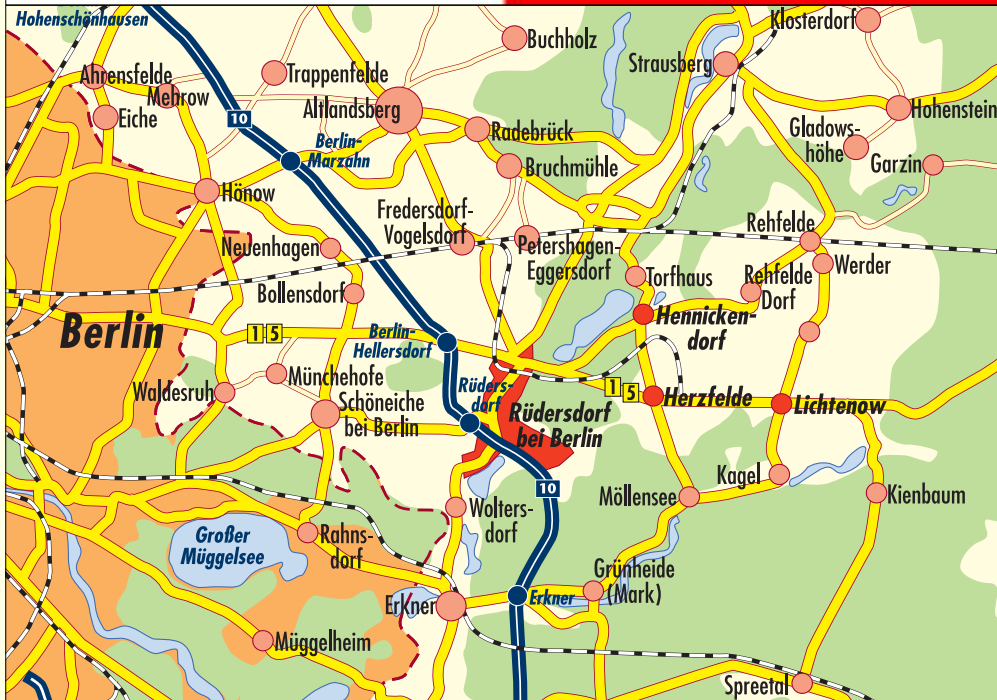 Hohenschönhausen
Klosterdorf
Buchholz
Strausberg
Ahrensfelde
Trappenfelde
Mehrow
Altlandsberg
Hohenstein
Eiche
10
Radebrück
Gladows-
höhe
Berlin-
Marzahn
Bruchmühle
Garzin
Hönow
Fredersdorf-
Vogelsdorf
Rehfelde
Neuenhagen
Petershagen-
Eggersdorf
Torfhaus
Rehfelde
Dorf
Werder
Bollensdorf
Hennicken-
dorf
Berlin
1 5
Berlin-
Hellersdorf
Münchehofe
Waldesruh
Rüders-
dorf
1 5
Herzfelde
Lichtenow
Schöneiche
bei Berlin
Rüdersdorf
bei Berlin
Kagel
10
Möllensee
Kienbaum
Wolters-
dorf
Großer
Müggelsee
Rahns-
dorf
Grünheide
(Mark)
Erkner
Erkner
Müggelheim
Spreetal